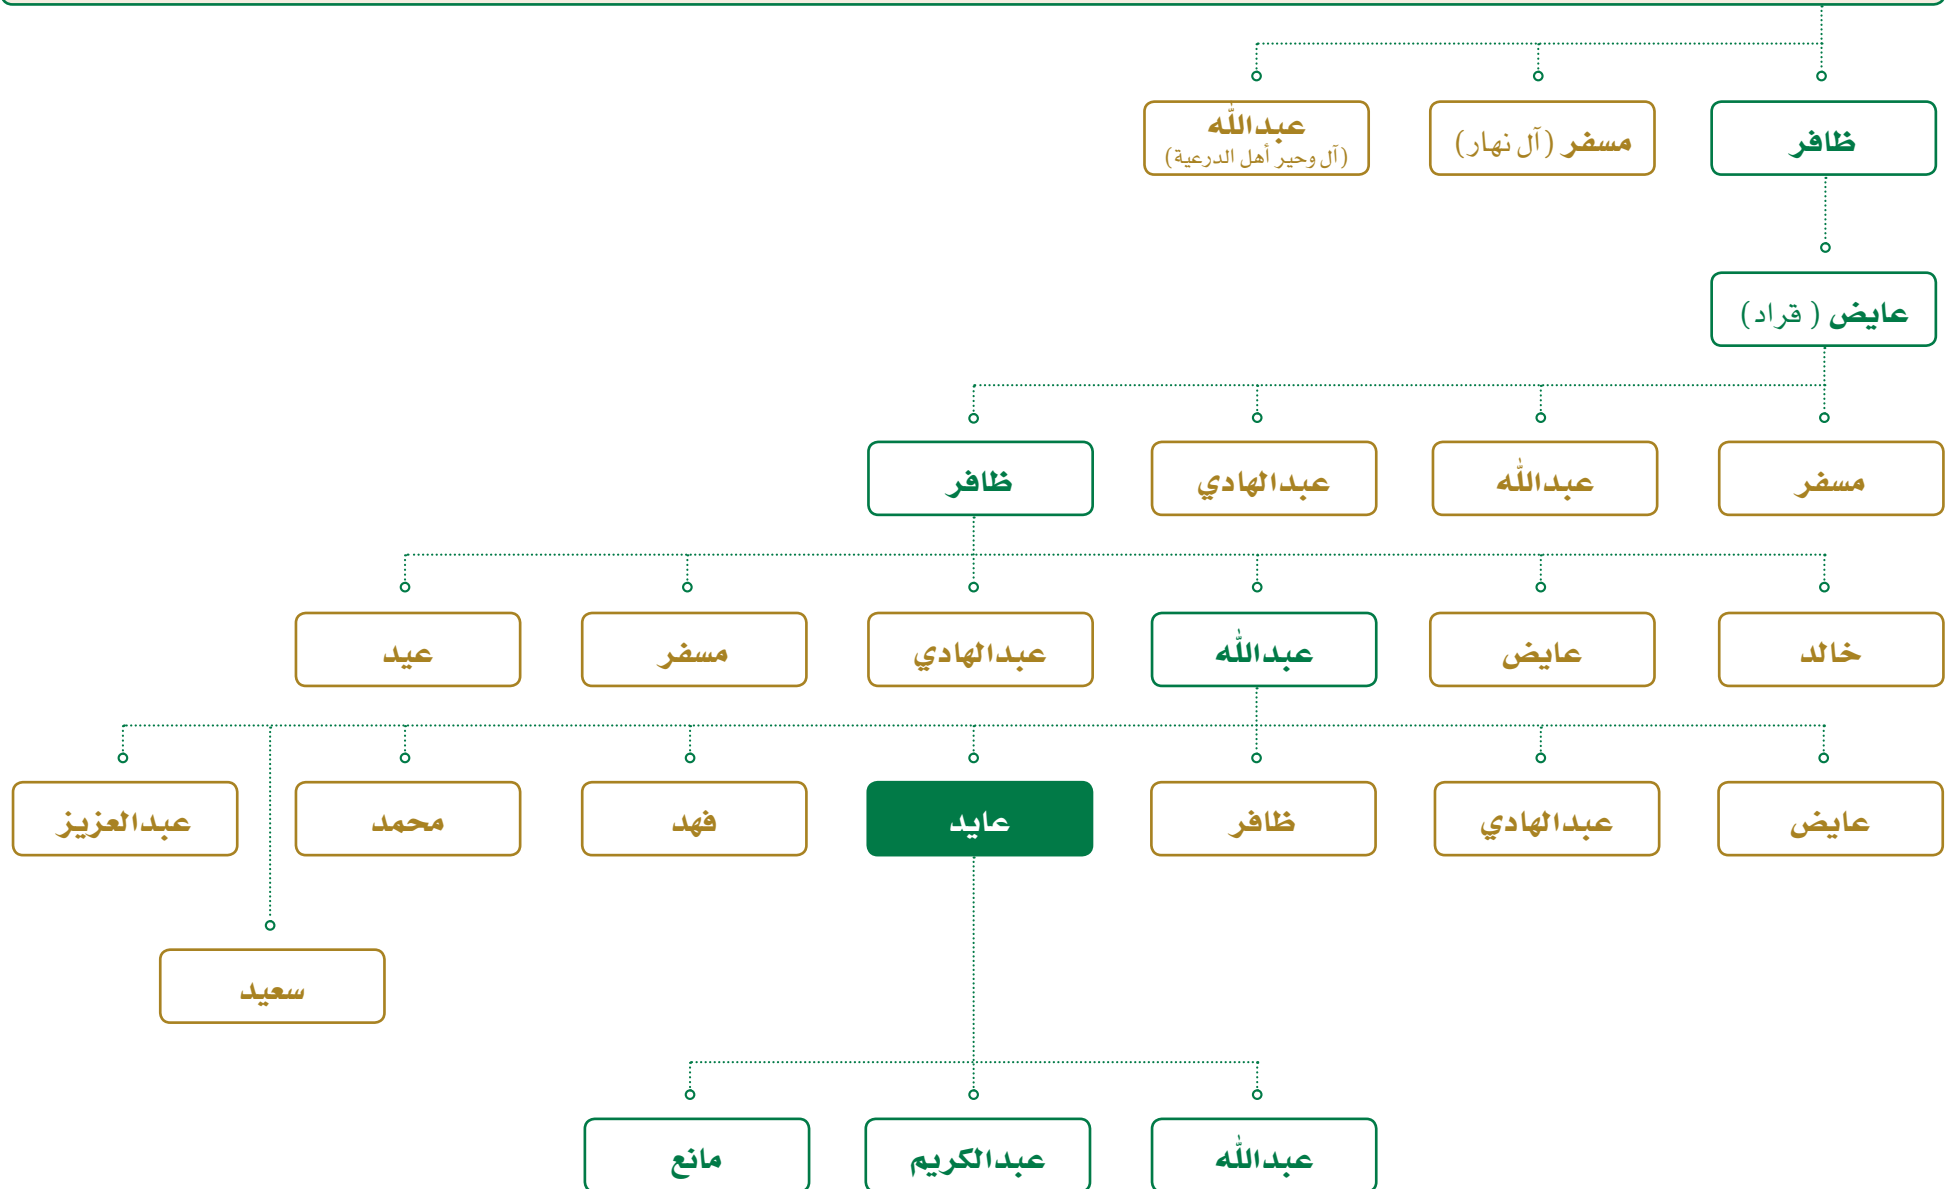 ظافر
مسفر (آل نهار)
عبدالله
(آل وحير أهل الدرعية)
عايض ( قراد)
مسفر
عبدالله
عبدالهادي
ظافر
خالد
عايض
عبدالله
عبدالهادي
مسفر
عيد
عايض
عبدالهادي
ظافر
عايد
فهد
محمد
عبدالعزيز
سعيد
عبدالله
عبدالكريم
مانع